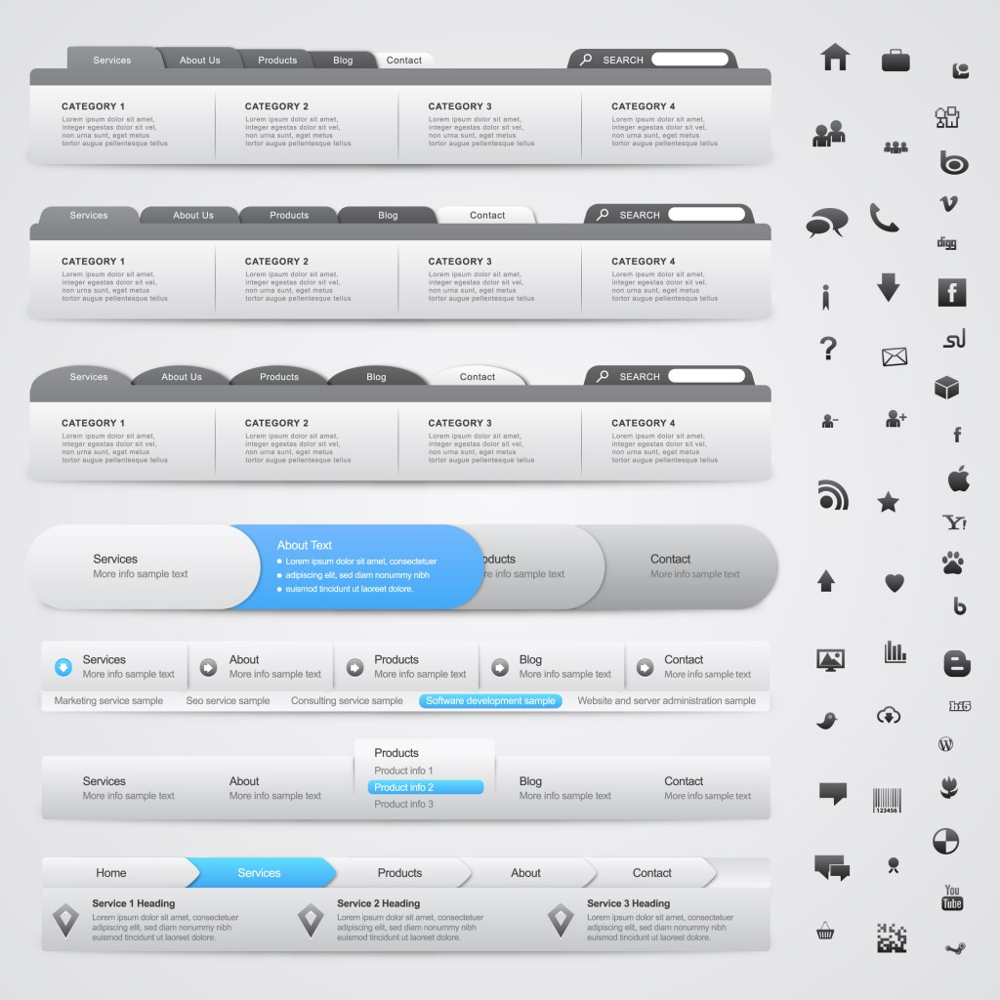 Services About Us Products Blog Contact SEARCH
CATEGORY 1 CATEGORY 2 CATEGORY 3 CATEGORY 4
Lorem ipsum dolor sit amet, Lorem ipsum dolor sit amet, Lorem ipsum dolor sit amet, Lorem ipsum dolor sit amet,
integer egestas dolor sit vel, integer egestas dolor sit vel, integer egestas dolor sit vel, integer egestas dolor sit vel,
non urna sunt, eget metus non urna sunt, eget metus non urna sunt, eget metus non urna sunt, eget metus
tortor augue pellentesque tellus tortor augue pellentesque tellus tortor augue pellentesque tellus tortor augue pellentesque tellus
Services About Us Products Blog Contact SEARCH
CATEGORY 1 CATEGORY 2 CATEGORY 3 CATEGORY 4
Lorem ipsum dolor sit amet, Lorem ipsum dolor sit amet, Lorem ipsum dolor sit amet, Lorem ipsum dolor sit amet,
integer egestas dolor sit vel, integer egestas dolor sit vel, integer egestas dolor sit vel, integer egestas dolor sit vel,
non urna sunt, eget metus non urna sunt, eget metus non urna sunt, eget metus non urna sunt, eget metus
tortor augue pellentesque tellus tortor augue pellentesque tellus tortor augue pellentesque tellus tortor augue pellentesque tellus
Services About Us Products Blog Contact SEARCH
CATEGORY 1 CATEGORY 2 CATEGORY 3 CATEGORY 4
Lorem ipsum dolor sit amet, Lorem ipsum dolor sit amet, Lorem ipsum dolor sit amet, Lorem ipsum dolor sit amet,
integer egestas dolor sit vel, integer egestas dolor sit vel, integer egestas dolor sit vel, integer egestas dolor sit vel,
non urna sunt, eget metus non urna sunt, eget metus non urna sunt, eget metus non urna sunt, eget metus
tortor augue pellentesque tellus tortor augue pellentesque tellus tortor augue pellentesque tellus tortor augue pellentesque tellus
Services
More info sample text
About Text
Lorem ipsum dolor sit amet, consectetuer
adipiscing elit, sed diam nonummy nibh
euismod tincidunt ut laoreet dolore.
oducts
re info sample text
Contact
More info sample text
Services About Products Blog Contact
More info sample text More info sample text More info sample text More info sample text More info sample text
Marketing service sample Seo service sample Consulting service sample Software development sample Website and server administration sample
Services About Blog Contact
More info sample text More info sample text More info sample text More info sample text
Products
Product info 1
Product info 2
Product info 3
Home Services Products About Contact
Service 1 Heading Service 2 Heading Service 3 Heading
Lorem ipsum dolor sit amet, consectetuer Lorem ipsum dolor sit amet, consectetuer Lorem ipsum dolor sit amet, consectetuer
adipiscing elit, sed diam nonummy nibh adipiscing elit, sed diam nonummy nibh adipiscing elit, sed diam nonummy nibh
euismod tincidunt ut laoreet dolore. euismod tincidunt ut laoreet dolore. euismod tincidunt ut laoreet dolore.
digg
f
f
Y!
b
B
hi5
W
123456
You
Tube